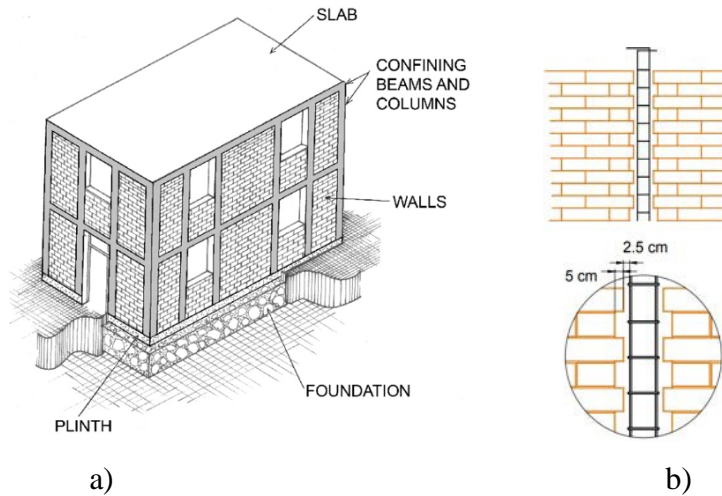 SLAB
CONFINING
BEAMS AND
COLUMNS
WALLS
FOUNDATION
PLINTH
2.5 cm
5 cm
a)
b)